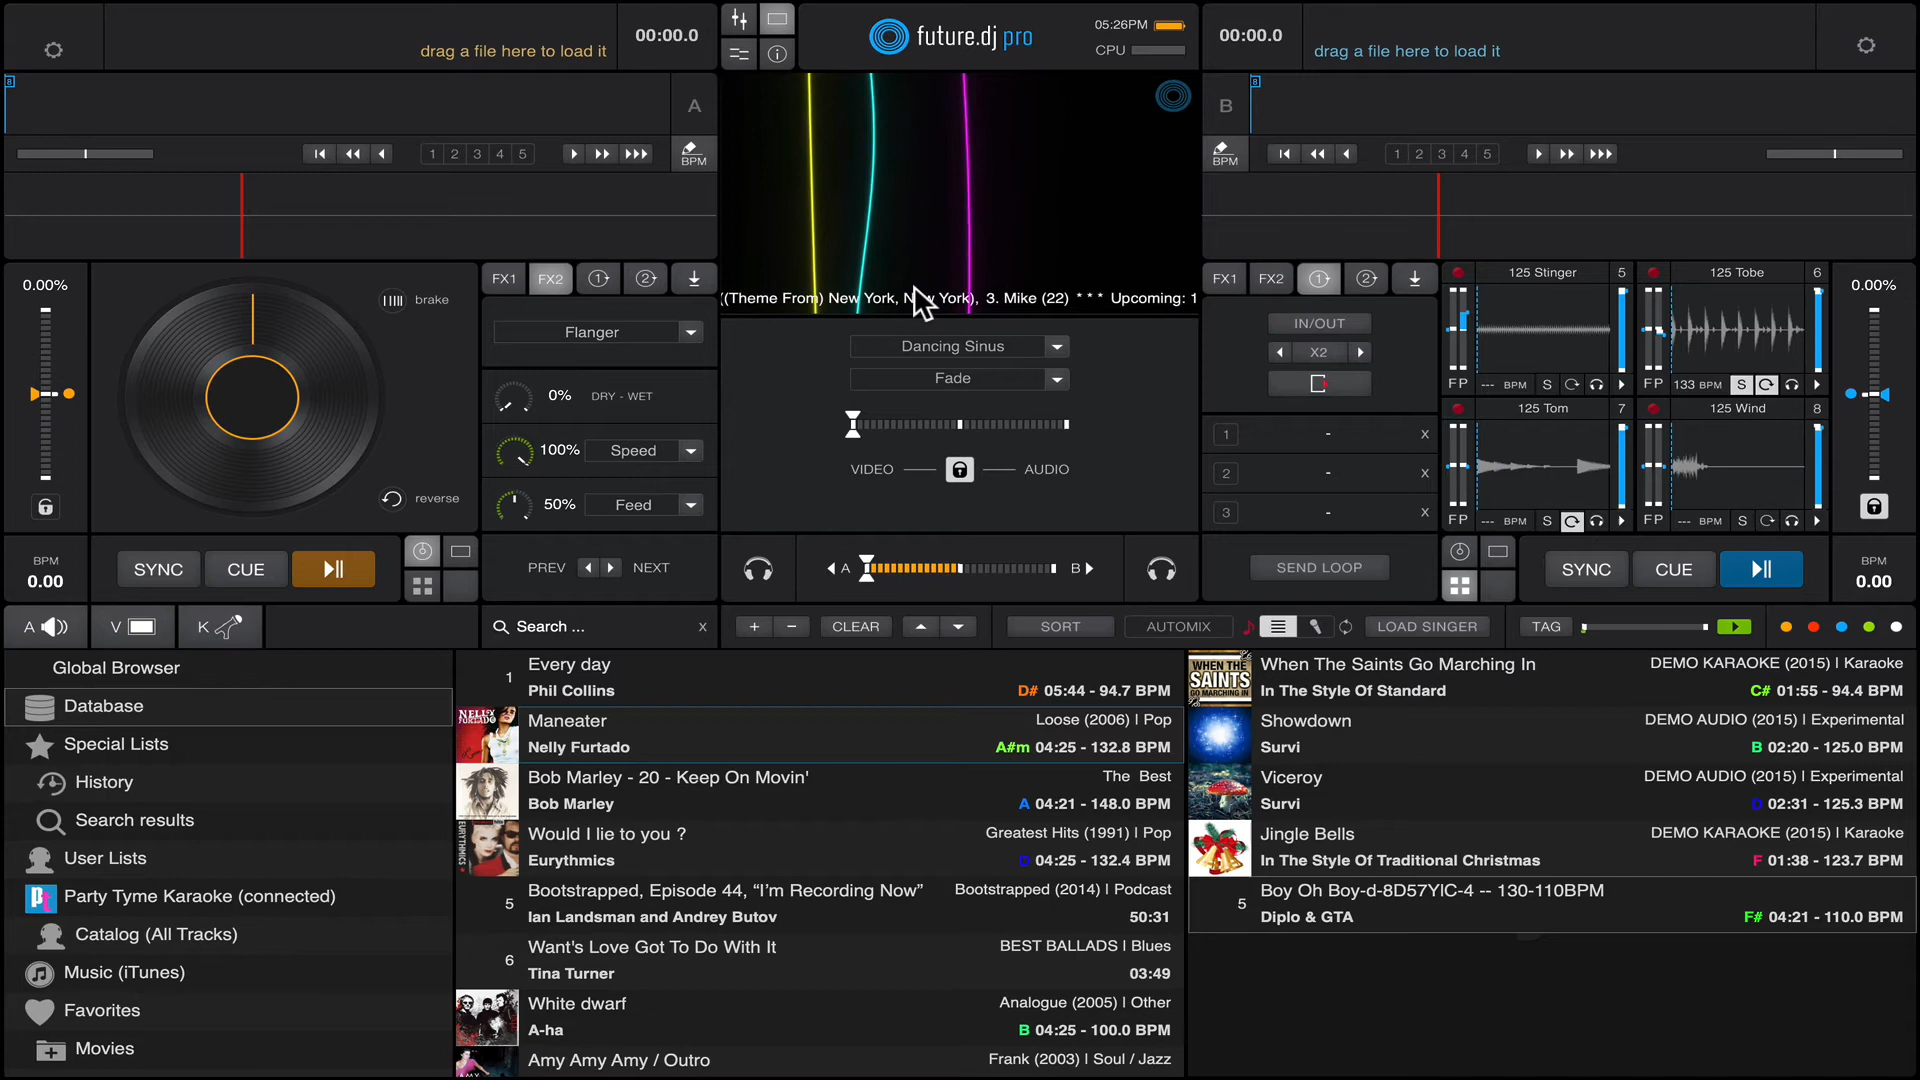 drag a file here to load it
00:00.0
future.dj pro
05:26PM
CPU
00:00.0
drag a file here to load it
8
A
B
8
1 2 3 4 5
BPM
BPM
1 2 3 4 5
((Theme From) New York, New York), 3. Mike (22) * * * Upcoming: 1
0.00%
brake
reverse
FX1 FX2 1 2
Flanger
0% DRY - WET
100% Speed
50% Feed
Dancing Sinus
Fade
VIDEO AUDIO
FX1 FX2 1 2
IN/OUT
X2
1 - x
2 - x
3 - x
125 Stinger 5
FP --- BPM S
125 Tobe 6
FP 133 BPM S
125 Tom 7
FP --- BPM S
125 Wind 8
FP --- BPM S
0.00%
BPM
0.00
SYNC CUE
PREV NEXT
A B
SEND LOOP
SYNC CUE
BPM
0.00
A V K
Search ... x
+ - CLEAR
SORT AUTOMIX LOAD SINGER
TAG
Global Browser
Database
Special Lists
History
Search results
User Lists
Party Tyme Karaoke (connected)
Catalog (All Tracks)
Music (iTunes)
Favorites
Movies
1
Every day
Phil Collins D# 05:44 - 94.7 BPM
Maneater Loose (2006) | Pop
Nelly Furtado A#m 04:25 - 132.8 BPM
Bob Marley - 20 - Keep On Movin' The Best
Bob Marley A 04:21 - 148.0 BPM
Would I lie to you ? Greatest Hits (1991) | Pop
Eurythmics D 04:25 - 132.4 BPM
5
Bootstrapped, Episode 44, “I’m Recording Now” Bootstrapped (2014) | Podcast
Ian Landsman and Andrey Butov 50:31
6
Want's Love Got To Do With It BEST BALLADS | Blues
Tina Turner 03:49
White dwarf Analogue (2005) | Other
A-ha B 04:25 - 100.0 BPM
Amy Amy Amy / Outro Frank (2003) | Soul / Jazz
WHEN THE
SAINTS
GO MARCHING IN
When The Saints Go Marching In DEMO KARAOKE (2015) | Karaoke
In The Style Of Standard C# 01:55 - 94.4 BPM
Showdown DEMO AUDIO (2015) | Experimental
Survi B 02:20 - 125.0 BPM
Viceroy DEMO AUDIO (2015) | Experimental
Survi D 02:31 - 125.3 BPM
Jingle Bells DEMO KARAOKE (2015) | Karaoke
In The Style Of Traditional Christmas F 01:38 - 123.7 BPM
5
Boy Oh Boy-d-8D57YlC-4 -- 130-110BPM
Diplo & GTA F# 04:21 - 110.0 BPM